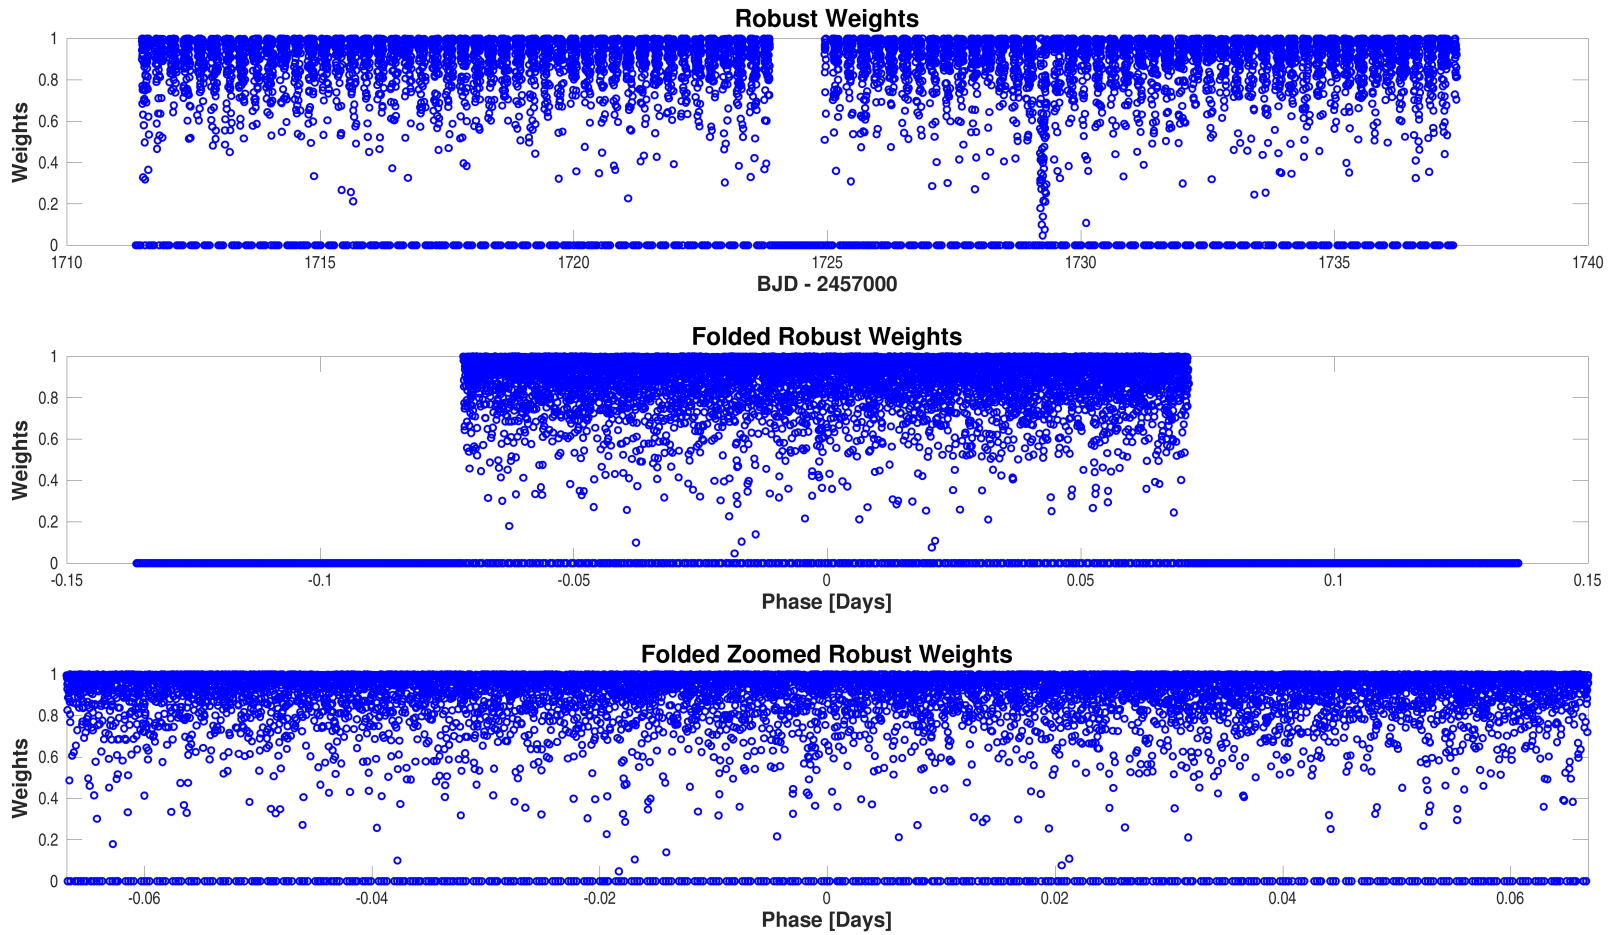 Robust Weights
1
0.8
0.6
0.4
0.2
0
Weights
1710 1715 1720 1725 1730 1735 1740
BJD - 2457000
Folded Robust Weights
1
0.8
0.6
0.4
0.2
0
Weights
-0.15 -0.1 -0.05 0 0.05 0.1 0.15
Phase [Days]
Folded Zoomed Robust Weights
1
0.8
0.6
0.4
0.2
0
Weights
-0.06 -0.04 -0.02 0 0.02 0.04 0.06
Phase [Days]